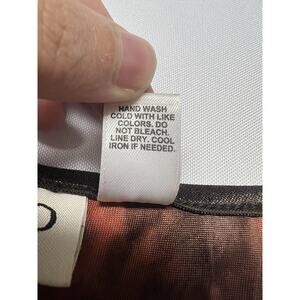 HAND WASH
COLD WITH LIKE
COLORS. DO
NOT BLEACH.
LINE DRY. COOL
IRON IF NEEDED.